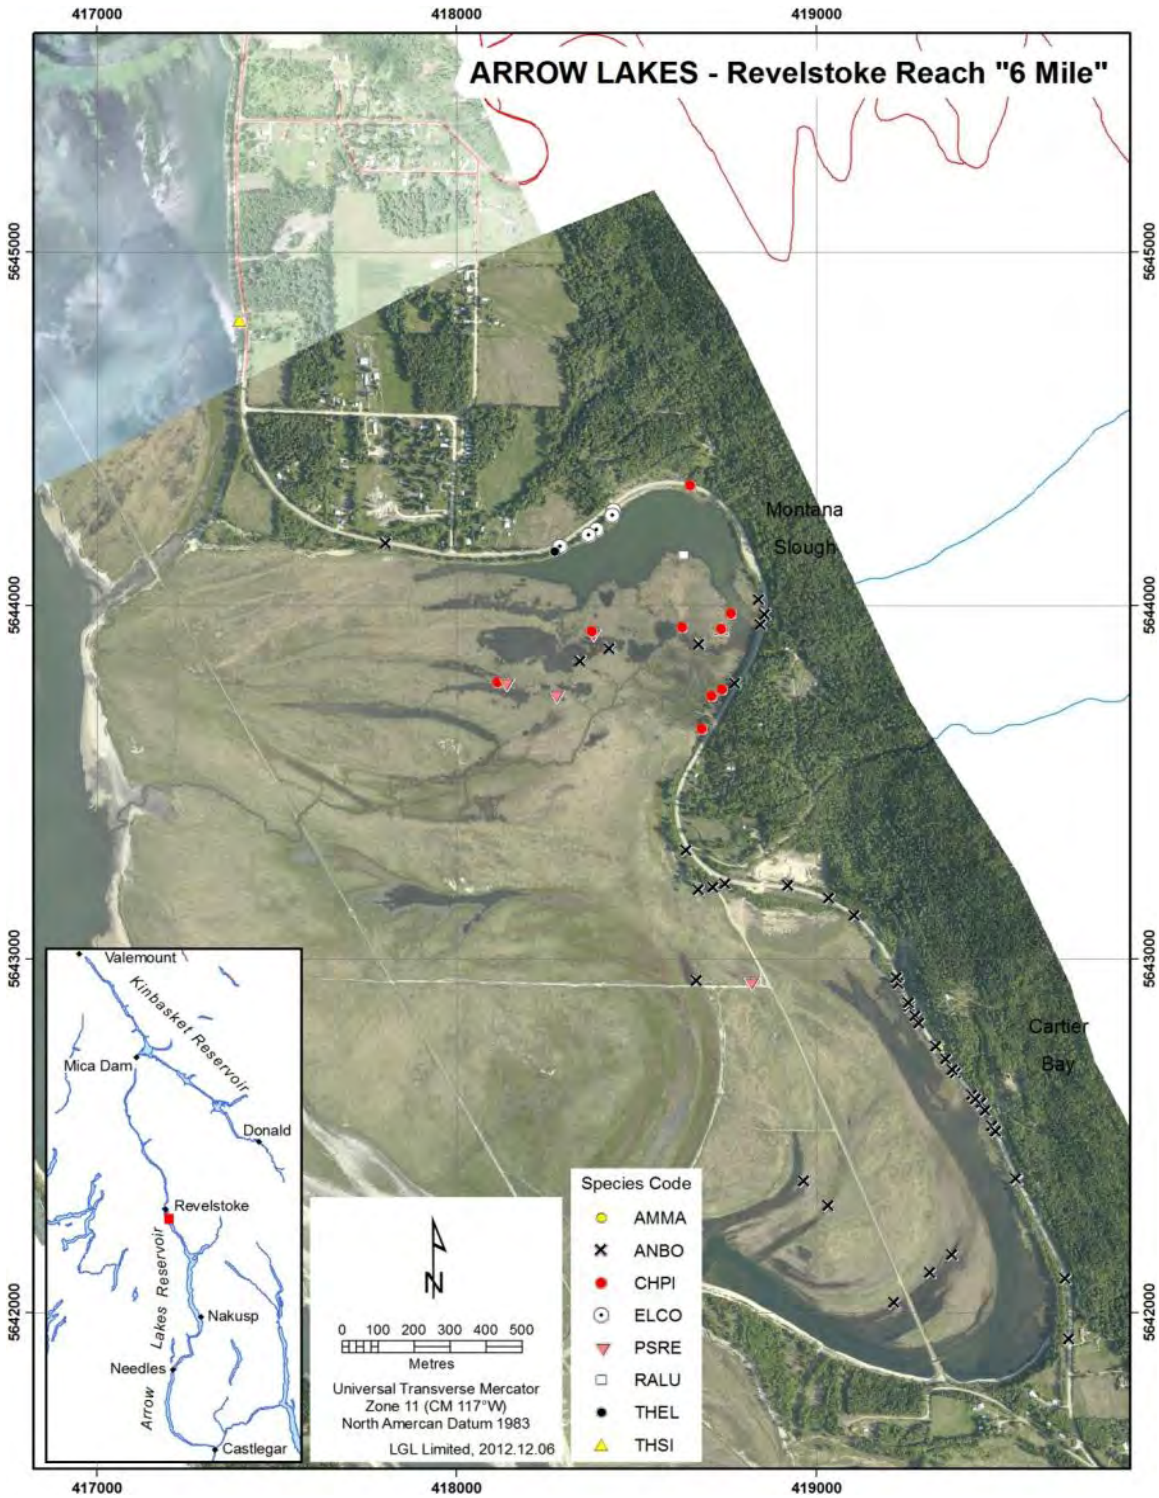 417000 418000 419000
ARROW LAKES - Revelstoke Reach "6 Mile"
5645000 5645000
Montana
Slough
5644000 5644000
5643000 5643000
Cartier
Bay
5642000 5642000
Valemount
Kinbasket Reservoir
Mica Dam
Donald
Revelstoke
Arrow Lakes Reservoir
Nakusp
Needles
Castlegar
N
0 100 200 300 400 500
Metres
Universal Transverse Mercator
Zone 11 (CM 117°W)
North Amercan Datum 1983
LGL Limited, 2012.12.06
Species Code
AMMA
ANBO
CHPI
ELCO
PSRE
RALU
THEL
THSI
417000 418000 419000